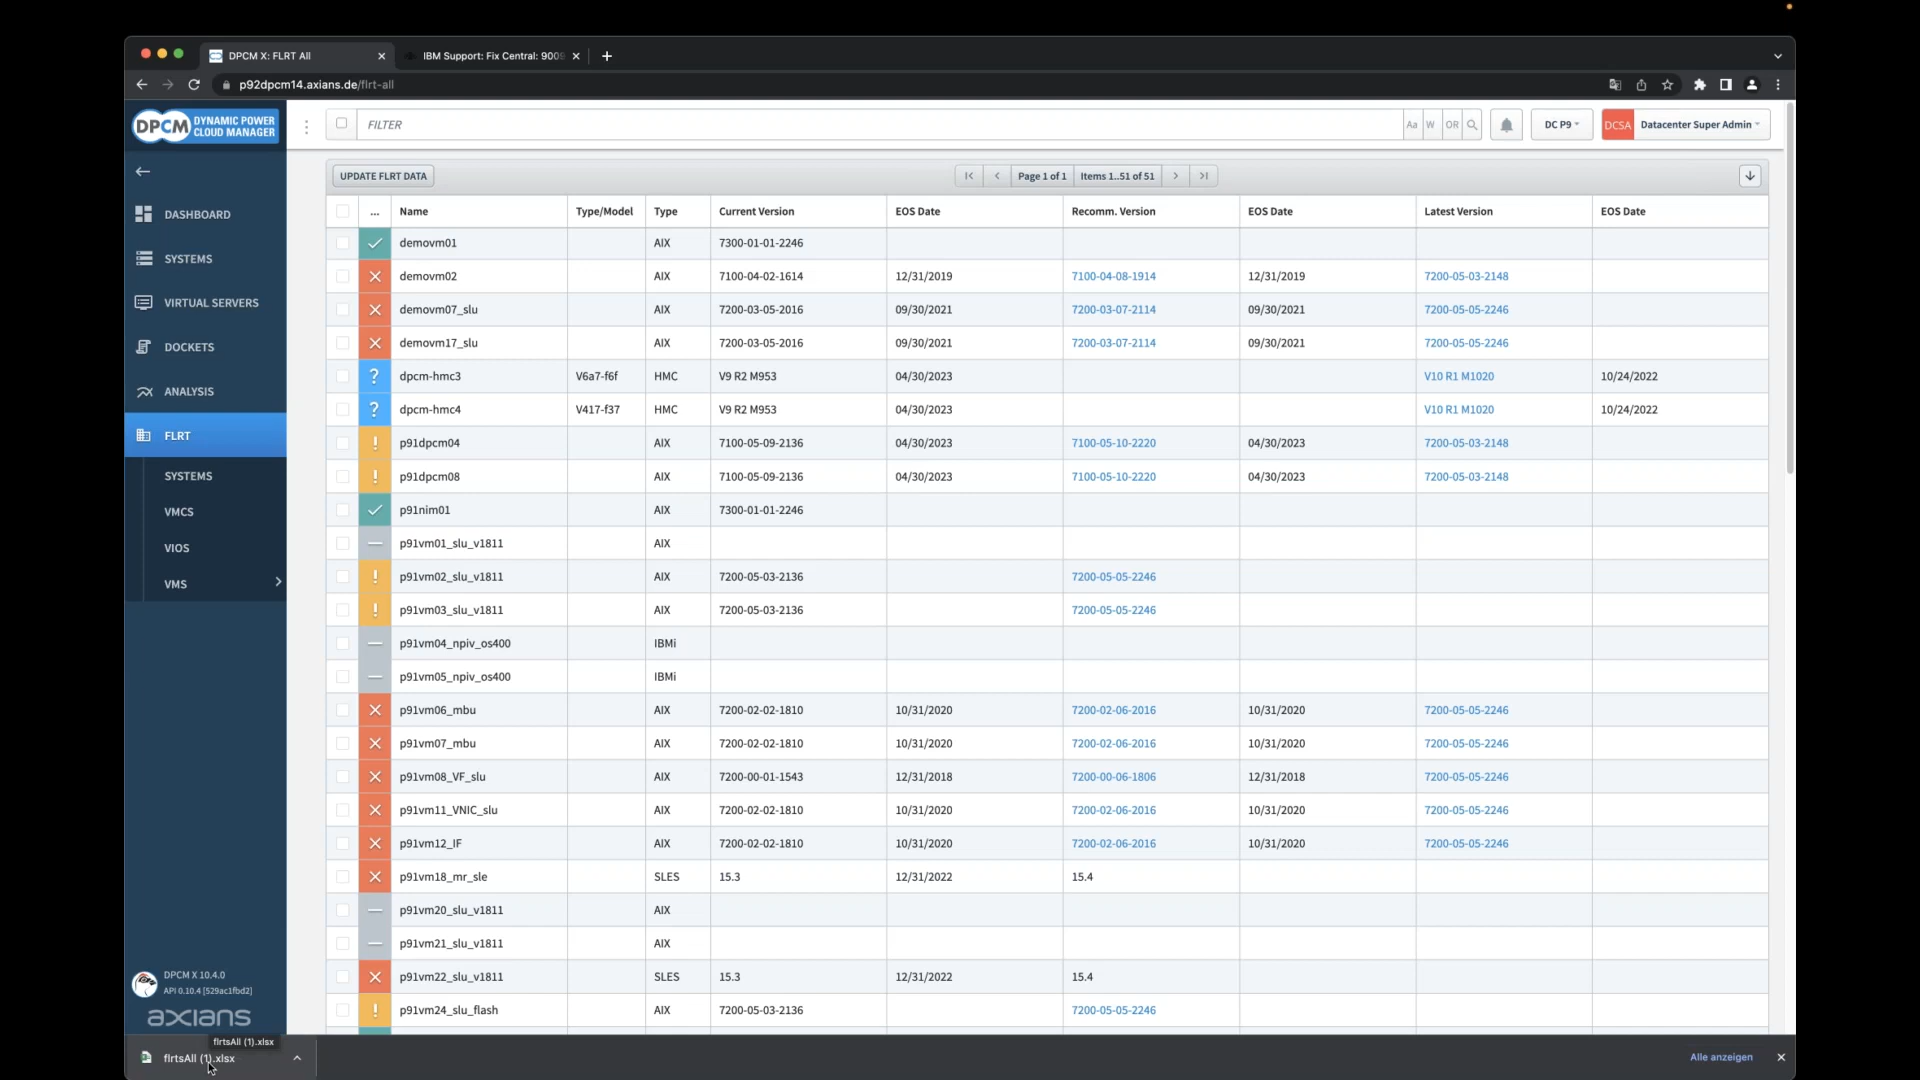 DPCM X: FLRT All
IBM Support: Fix Central: 9009
p92dpcm14.axians.de/flrt-all
DPCM DYNAMIC POWER CLOUD MANAGER
FILTER Aa W OR DC P9 DCSA Datacenter Super Admin
UPDATE FLRT DATA Page 1 of 1 Items 1..51 of 51
DASHBOARD
SYSTEMS
VIRTUAL SERVERS
DOCKETS
ANALYSIS
FLRT
SYSTEMS
VMCS
VIOS
VMS
DPCM X 10.4.0
API 0.10.4 [529ac1fbd2]
axians
... Name Type/Model Type Current Version EOS Date Recomm. Version EOS Date Latest Version EOS Date
demovm01 AIX 7300-01-01-2246
demovm02 AIX 7100-04-02-1614 12/31/2019 7100-04-08-1914 12/31/2019 7200-05-03-2148
demovm07_slu AIX 7200-03-05-2016 09/30/2021 7200-03-07-2114 09/30/2021 7200-05-05-2246
demovm17_slu AIX 7200-03-05-2016 09/30/2021 7200-03-07-2114 09/30/2021 7200-05-05-2246
? dpcm-hmc3 V6a7-f6f HMC V9 R2 M953 04/30/2023 V10 R1 M1020 10/24/2022
? dpcm-hmc4 V417-f37 HMC V9 R2 M953 04/30/2023 V10 R1 M1020 10/24/2022
! p91dpcm04 AIX 7100-05-09-2136 04/30/2023 7100-05-10-2220 04/30/2023 7200-05-03-2148
! p91dpcm08 AIX 7100-05-09-2136 04/30/2023 7100-05-10-2220 04/30/2023 7200-05-03-2148
p91nim01 AIX 7300-01-01-2246
p91vm01_slu_v1811 AIX
! p91vm02_slu_v1811 AIX 7200-05-03-2136 7200-05-05-2246
! p91vm03_slu_v1811 AIX 7200-05-03-2136 7200-05-05-2246
p91vm04_npiv_os400 IBMi
p91vm05_npiv_os400 IBMi
p91vm06_mbu AIX 7200-02-02-1810 10/31/2020 7200-02-06-2016 10/31/2020 7200-05-05-2246
p91vm07_mbu AIX 7200-02-02-1810 10/31/2020 7200-02-06-2016 10/31/2020 7200-05-05-2246
p91vm08_VF_slu AIX 7200-00-01-1543 12/31/2018 7200-00-06-1806 12/31/2018 7200-05-05-2246
p91vm11_VNIC_slu AIX 7200-02-02-1810 10/31/2020 7200-02-06-2016 10/31/2020 7200-05-05-2246
p91vm12_IF AIX 7200-02-02-1810 10/31/2020 7200-02-06-2016 10/31/2020 7200-05-05-2246
p91vm18_mr_sle SLES 15.3 12/31/2022 15.4
p91vm20_slu_v1811 AIX
p91vm21_slu_v1811 AIX
p91vm22_slu_v1811 SLES 15.3 12/31/2022 15.4
! p91vm24_slu_flash AIX 7200-05-03-2136 7200-05-05-2246
flrtsAll (1).xlsx
flrtsAll (1).xlsx
Alle anzeigen